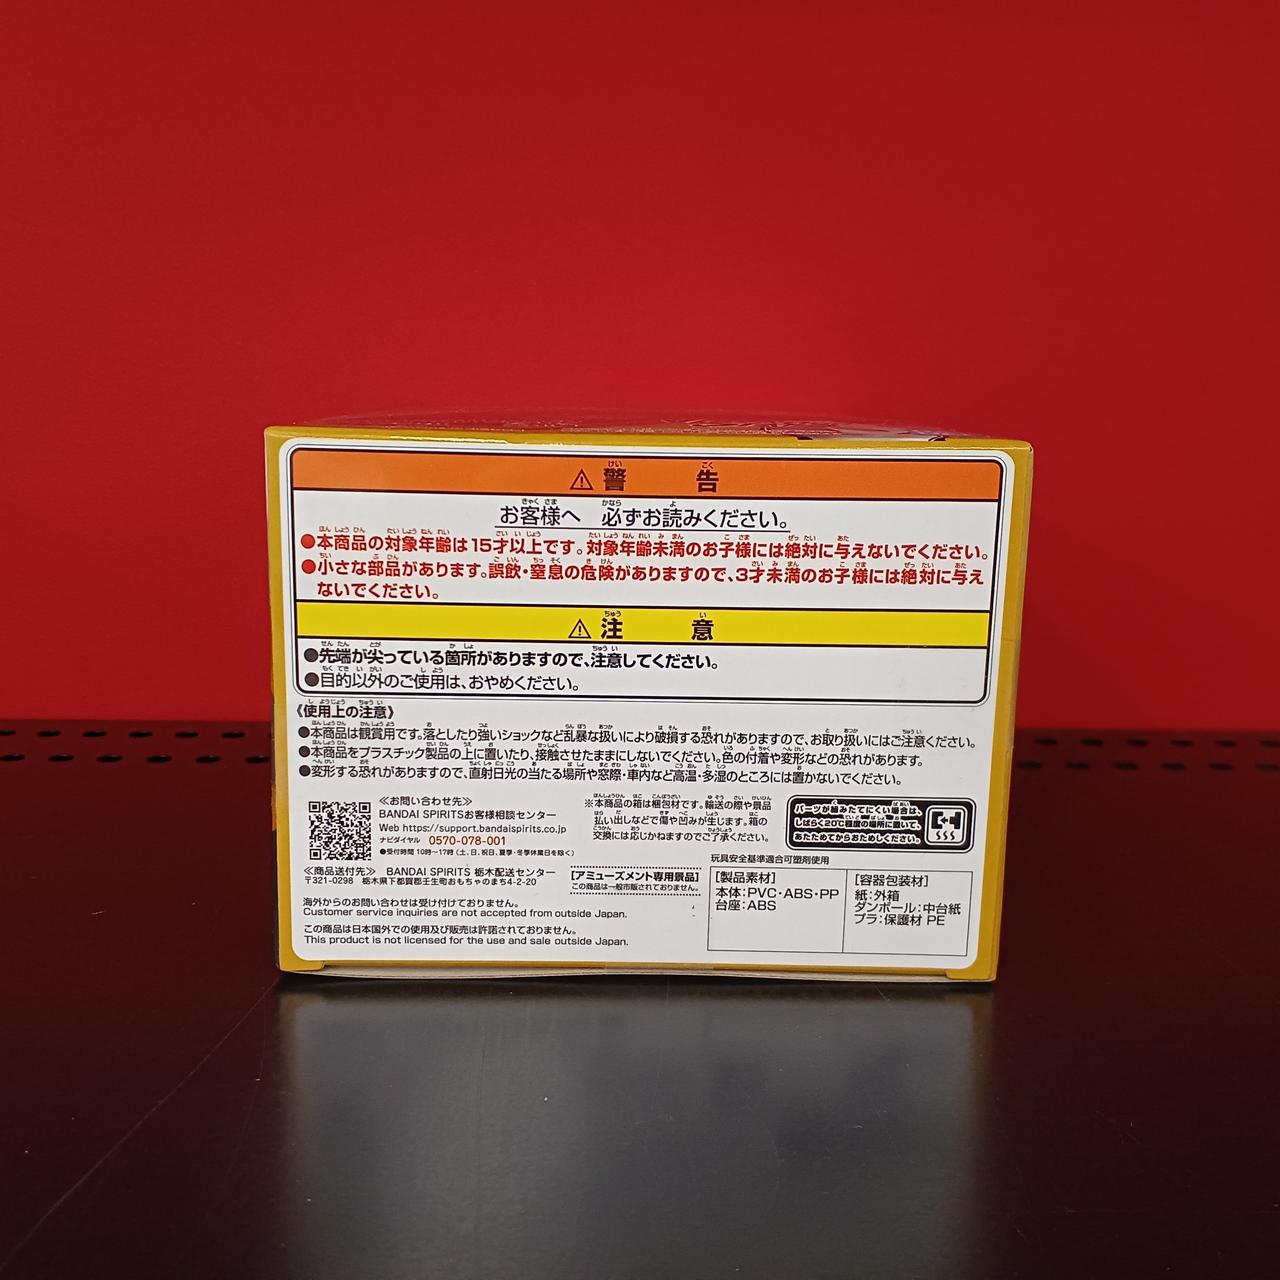 ⚠警告
お客様へ 必ずお読みください。
●本商品の対象年齢は15才以上です。対象年齢未満のお子様には絶対に与えないでください。
●小さな部品があります。誤飲・窒息の危険がありますので、3才未満のお子様には絶対に与え
ないでください。
⚠注意
●先端が尖っている箇所がありますので、注意してください。
●目的以外のご使用は、おやめください。
《使用上の注意》
●本商品は観賞用です。落としたり強いショックなど乱暴な扱いにより破損する恐れがありますので、お取り扱いにはご注意ください。
●本商品をプラスチック製品の上に置いたり、接触させたままにしないでください。色の付着や変形などの恐れがあります。
●変形する恐れがありますので、直射日光の当たる場所や窓際・車内など高温・多湿のところには置かないでください。
≪お問い合わせ先≫
BANDAI SPIRITSお客様相談センター
Web https://support.bandaispirits.co.jp
ナビダイヤル 0570-078-001
●受付時間 10時〜17時(土、日、祝日、夏季・冬季休業日を除く)
≪商品送付先≫ BANDAI SPIRITS 栃木配送センター
〒321-0298 栃木県下都賀郡壬生町おもちゃのまち4-2-20
海外からのお問い合わせは受け付けておりません。
Customer service inquiries are not accepted from outside Japan.
この商品は日本国外での使用及び販売は許諾されておりません。
This product is not licensed for the use and sale outside Japan.
※本商品の箱は梱包材です。輸送の際や景品
払い出しなどで傷や凹みが生じます。箱の
交換には応じかねますのでご了承ください。
[アミューズメント専用景品]
この商品は一般市販されておりません。
パーツが組みたてにくい場合は、
しばらく20℃程度の場所に置いて、
あたためてからおためしください。
玩具安全基準適合可塑剤使用
[製品素材]
本体:PVC・ABS・PP
台座:ABS
[容器包装材]
紙:外箱
ダンボール:中台紙
プラ:保護材 PE